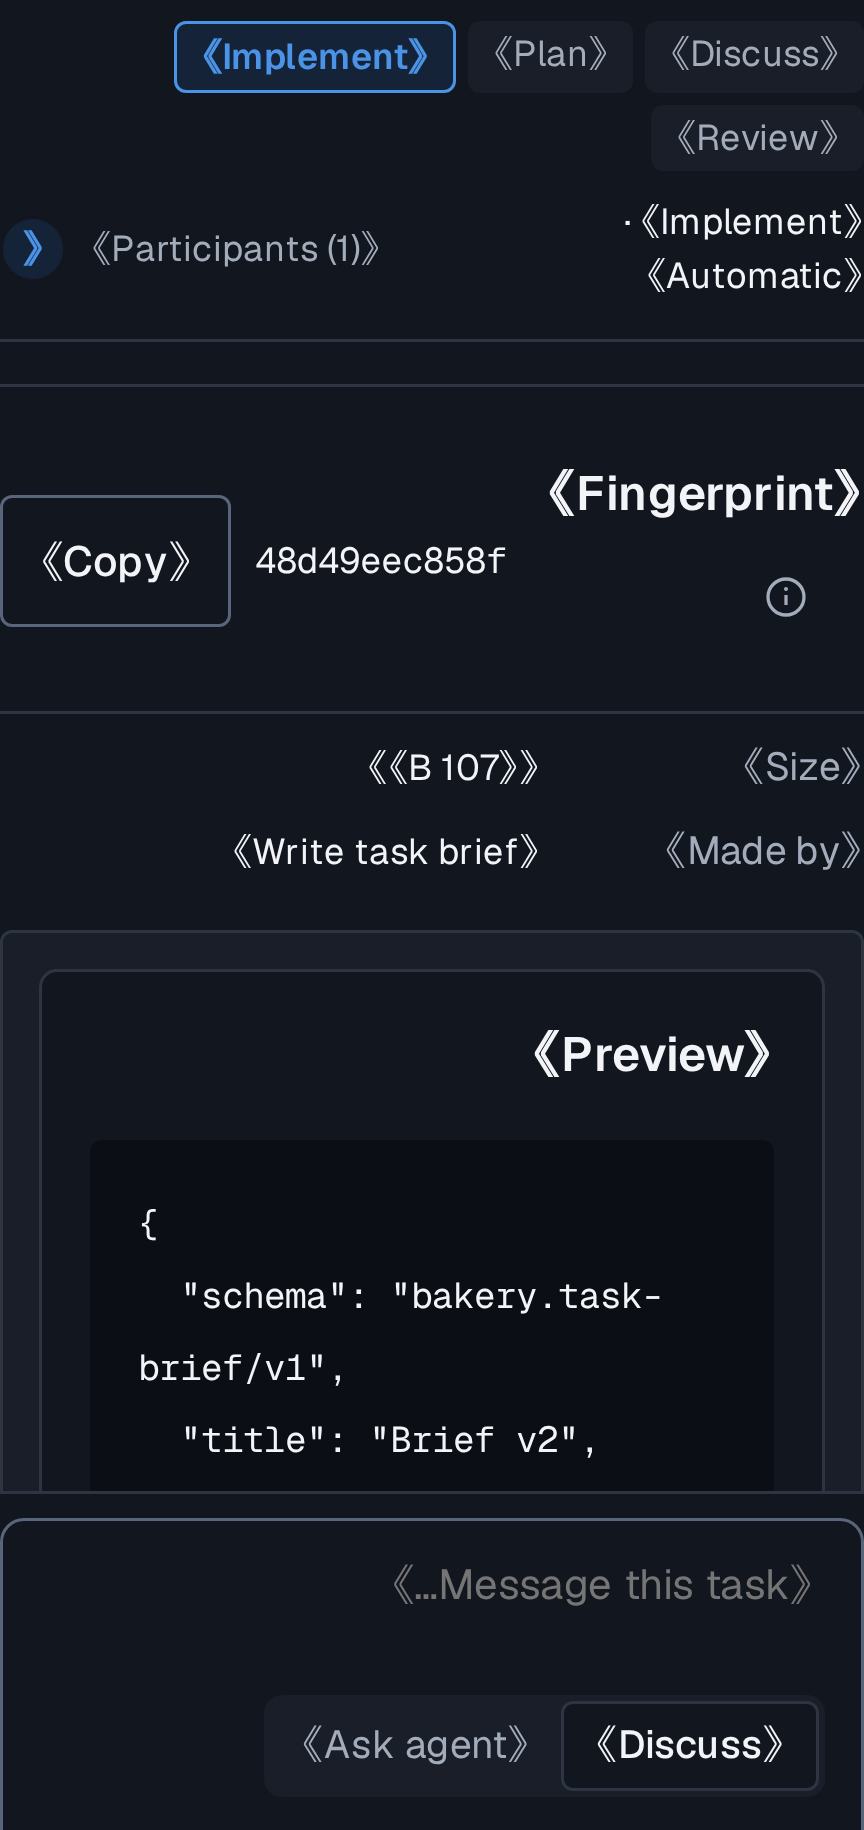 《Implement》 《Plan》 《Discuss》
《Review》
》 《Participants (1)》 · 《Implement》
《Automatic》
《Fingerprint》
《Copy》 48d49eec858f
《《B 107》》 《Size》
《Write task brief》 《Made by》
《Preview》
{
"schema": "bakery.task-
brief/v1",
"title": "Brief v2",
《...Message this task》
《Ask agent》 《Discuss》